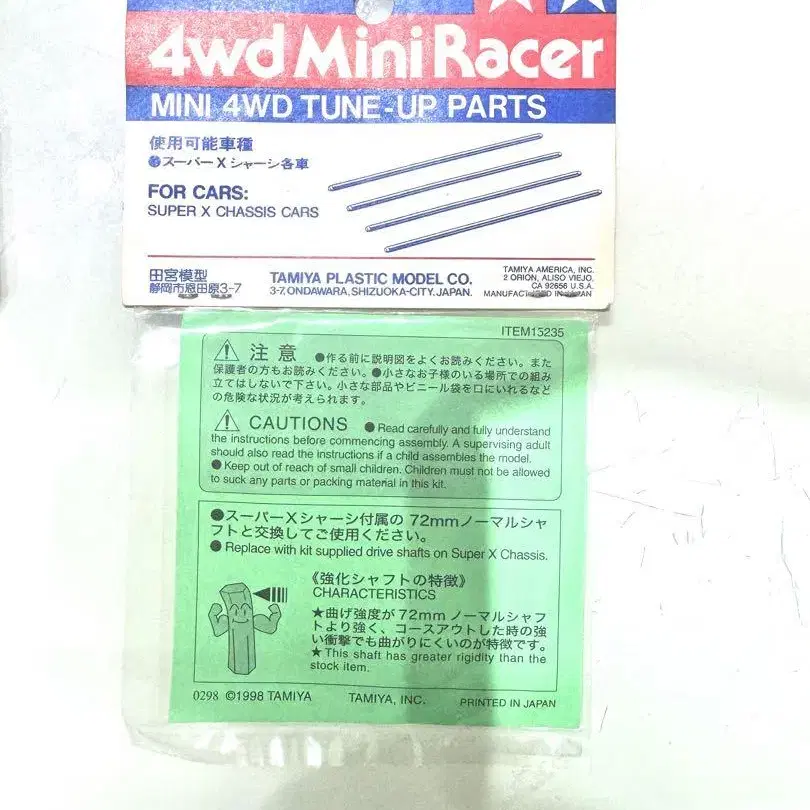 4wd Mini Racer
MINI 4WD TUNE-UP PARTS
使用可能車種
●スーパーXシャーシ各車
FOR CARS:
SUPER X CHASSIS CARS
田宮模型
静岡市恩田原3-7
TAMIYA PLASTIC MODEL CO.
3-7, ONDAWARA, SHIZUOKA-CITY, JAPAN.
TAMIYA AMERICA, INC.
2 ORION, ALISO VIEJO,
CA 92656 U.S.A.
MANUFACTURED IN JAPAN
ITEM15235
注意 ●作る前に説明図をよくお読みください。また
保護者の方もお読みください。●小さなお子様のいる場所での組み
立てはしないで下さい。小さな部品やビニール袋を口にいれるなど
の危険な状況が考えられます。
CAUTIONS ● Read carefully and fully understand
the instructions before commencing assembly. A supervising adult
should also read the instructions if a child assembles the model.
● Keep out of reach of small children. Children must not be allowed
to suck any parts or packing material in this kit.
●スーパーXシャーシ付属の 72mmノーマルシャ
フトと交換してご使用ください。
● Replace with kit supplied drive shafts on Super X Chassis.
《強化シャフトの特徴》
CHARACTERISTICS
★曲げ強度が72mm ノーマルシャフ
トより強く、コースアウトした時の強
い衝撃でも曲がりにくいのが特徴です。
★This shaft has greater rigidity than the
stock item.
0298 ©1998 TAMIYA TAMIYA, INC. PRINTED IN JAPAN